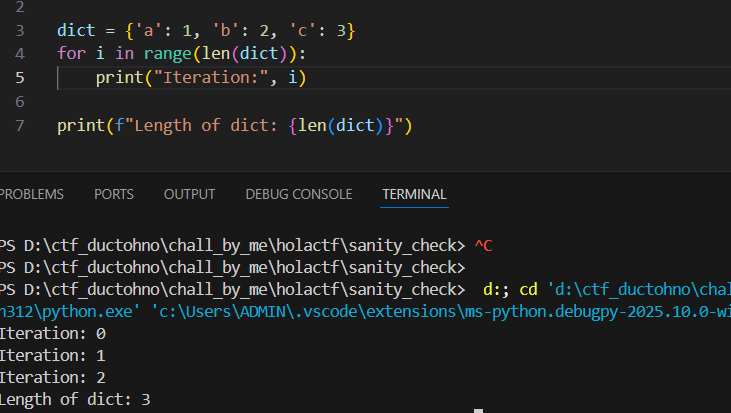 2
3 dict = {'a': 1, 'b': 2, 'c': 3}
4 for i in range(len(dict)):
5 print("Iteration:", i)
6
7 print(f"Length of dict: {len(dict)}")
PROBLEMS PORTS OUTPUT DEBUG CONSOLE TERMINAL
PS D:\ctf_ductohno\chall_by_me\holactf\sanity_check> ^C
PS D:\ctf_ductohno\chall_by_me\holactf\sanity_check>
PS D:\ctf_ductohno\chall_by_me\holactf\sanity_check> d:; cd 'd:\ctf_ductohno\chal
n312\python.exe' 'c:\Users\ADMIN\.vscode\extensions\ms-python.debugpy-2025.10.0-wi
Iteration: 0
Iteration: 1
Iteration: 2
Length of dict: 3